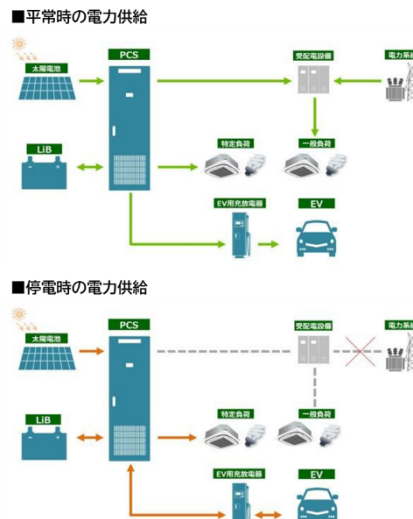 ■平常時の電力供給
PCS
太陽電池
受配電設備
電力系統
LiB
特定負荷
一般負荷
EV用充放電器
EV
■停電時の電力供給
PCS
太陽電池
受配電設備
電力系統
LiB
特定負荷
一般負荷
EV用充放電器
EV